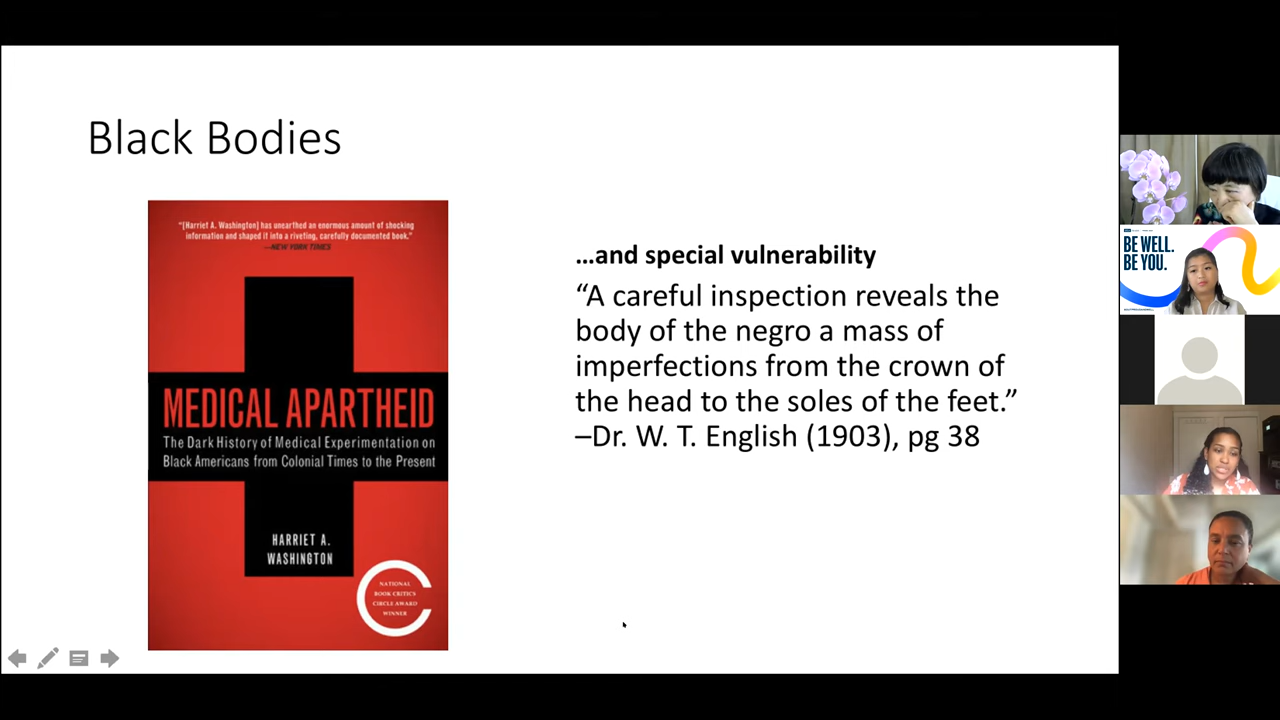 Black Bodies
"[Harriet A. Washington] has unearthed an enormous amount of shocking
information and shaped it into a riveting, carefully documented book."
—NEW YORK TIMES
MEDICAL APARTHEID
The Dark History of Medical Experimentation on
Black Americans from Colonial Times to the Present
HARRIET A.
WASHINGTON
NATIONAL
BOOK CRITICS
CIRCLE AWARD
WINNER
…and special vulnerability
“A careful inspection reveals the
body of the negro a mass of
imperfections from the crown of
the head to the soles of the feet.”
–Dr. W. T. English (1903), pg 38
BE WELL.
BE YOU.